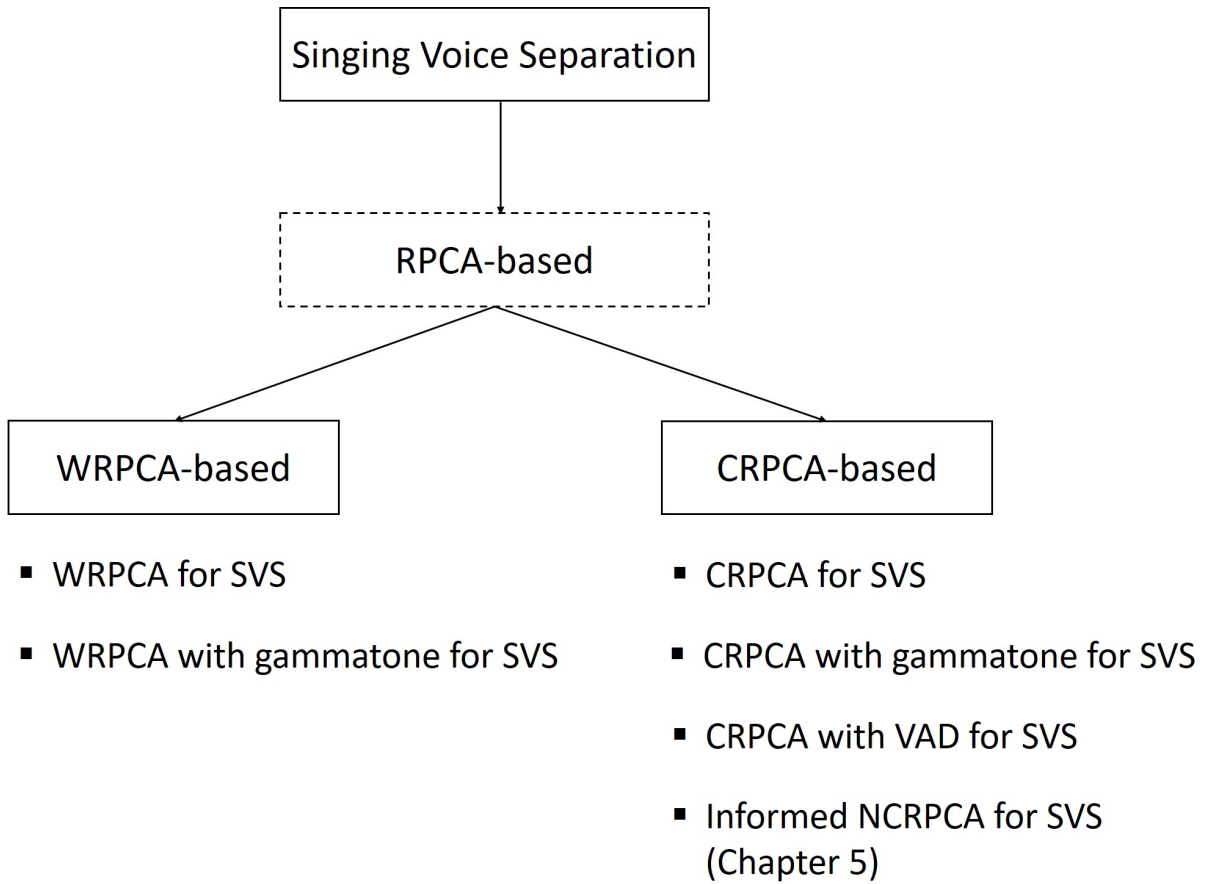 Singing Voice Separation
RPCA-based
WRPCA-based
CRPCA-based
▪ WRPCA for SVS
▪ WRPCA with gammatone for SVS
▪ CRPCA for SVS
▪ CRPCA with gammatone for SVS
▪ CRPCA with VAD for SVS
▪ Informed NCRPCA for SVS
(Chapter 5)